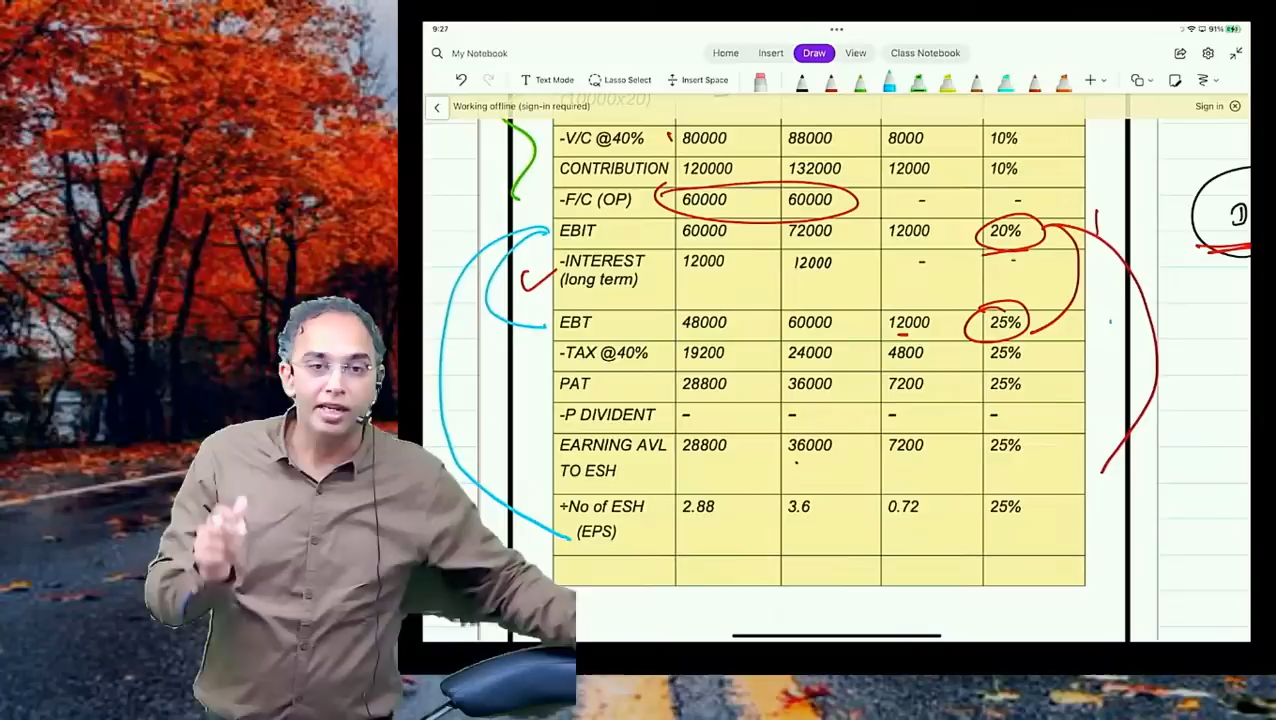 9:27
91%
My Notebook
Home Insert Draw View Class Notebook
Text Mode Lasso Select Insert Space
(10000x20)
Working offline (sign-in required) Sign in
-V/C @40% 80000 88000 8000 10%
CONTRIBUTION 120000 132000 12000 10%
-F/C (OP) 60000 60000 - -
EBIT 60000 72000 12000 20%
-INTEREST 12000 12000 - -
(long term)
EBT 48000 60000 12000 25%
-TAX @40% 19200 24000 4800 25%
PAT 28800 36000 7200 25%
-P DIVIDENT - - - -
EARNING AVL 28800 36000 7200 25%
TO ESH
÷No of ESH 2.88 3.6 0.72 25%
(EPS)